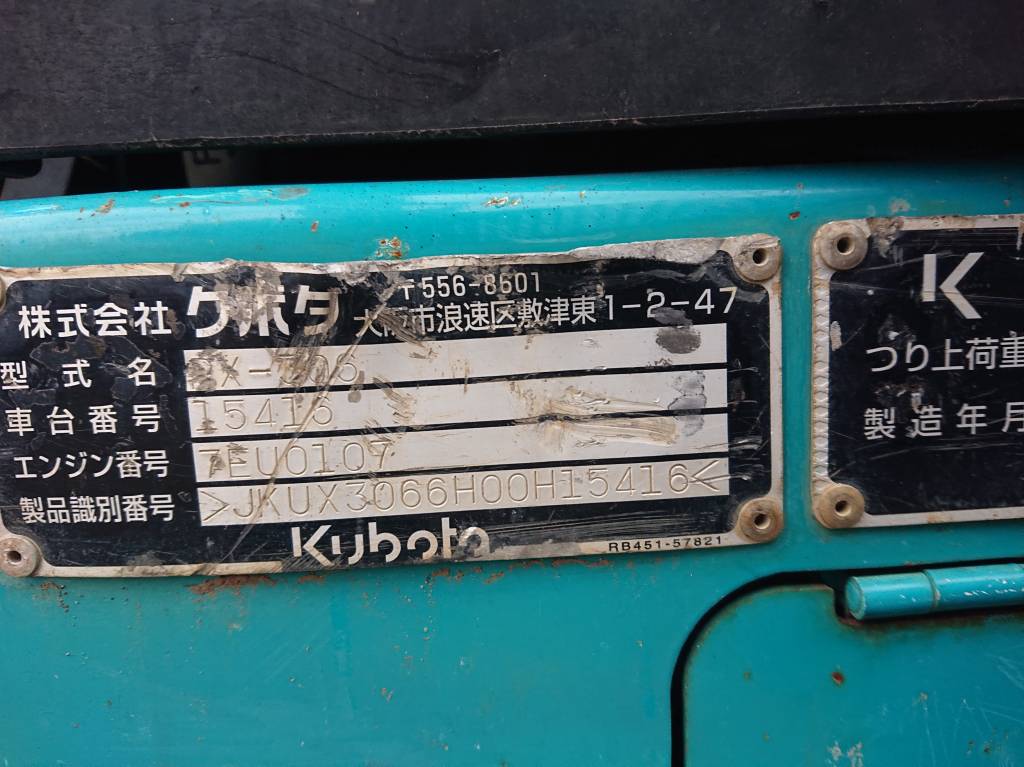 株式会社 クボタ
〒556-8601
大阪市浪速区敷津東1-2-47
型式名
車台番号 15416
エンジン番号 7EU0107
製品識別番号 >JKUX3066H00H15416<
Kubota
RB451-57821
K
つり上荷重
製造年月